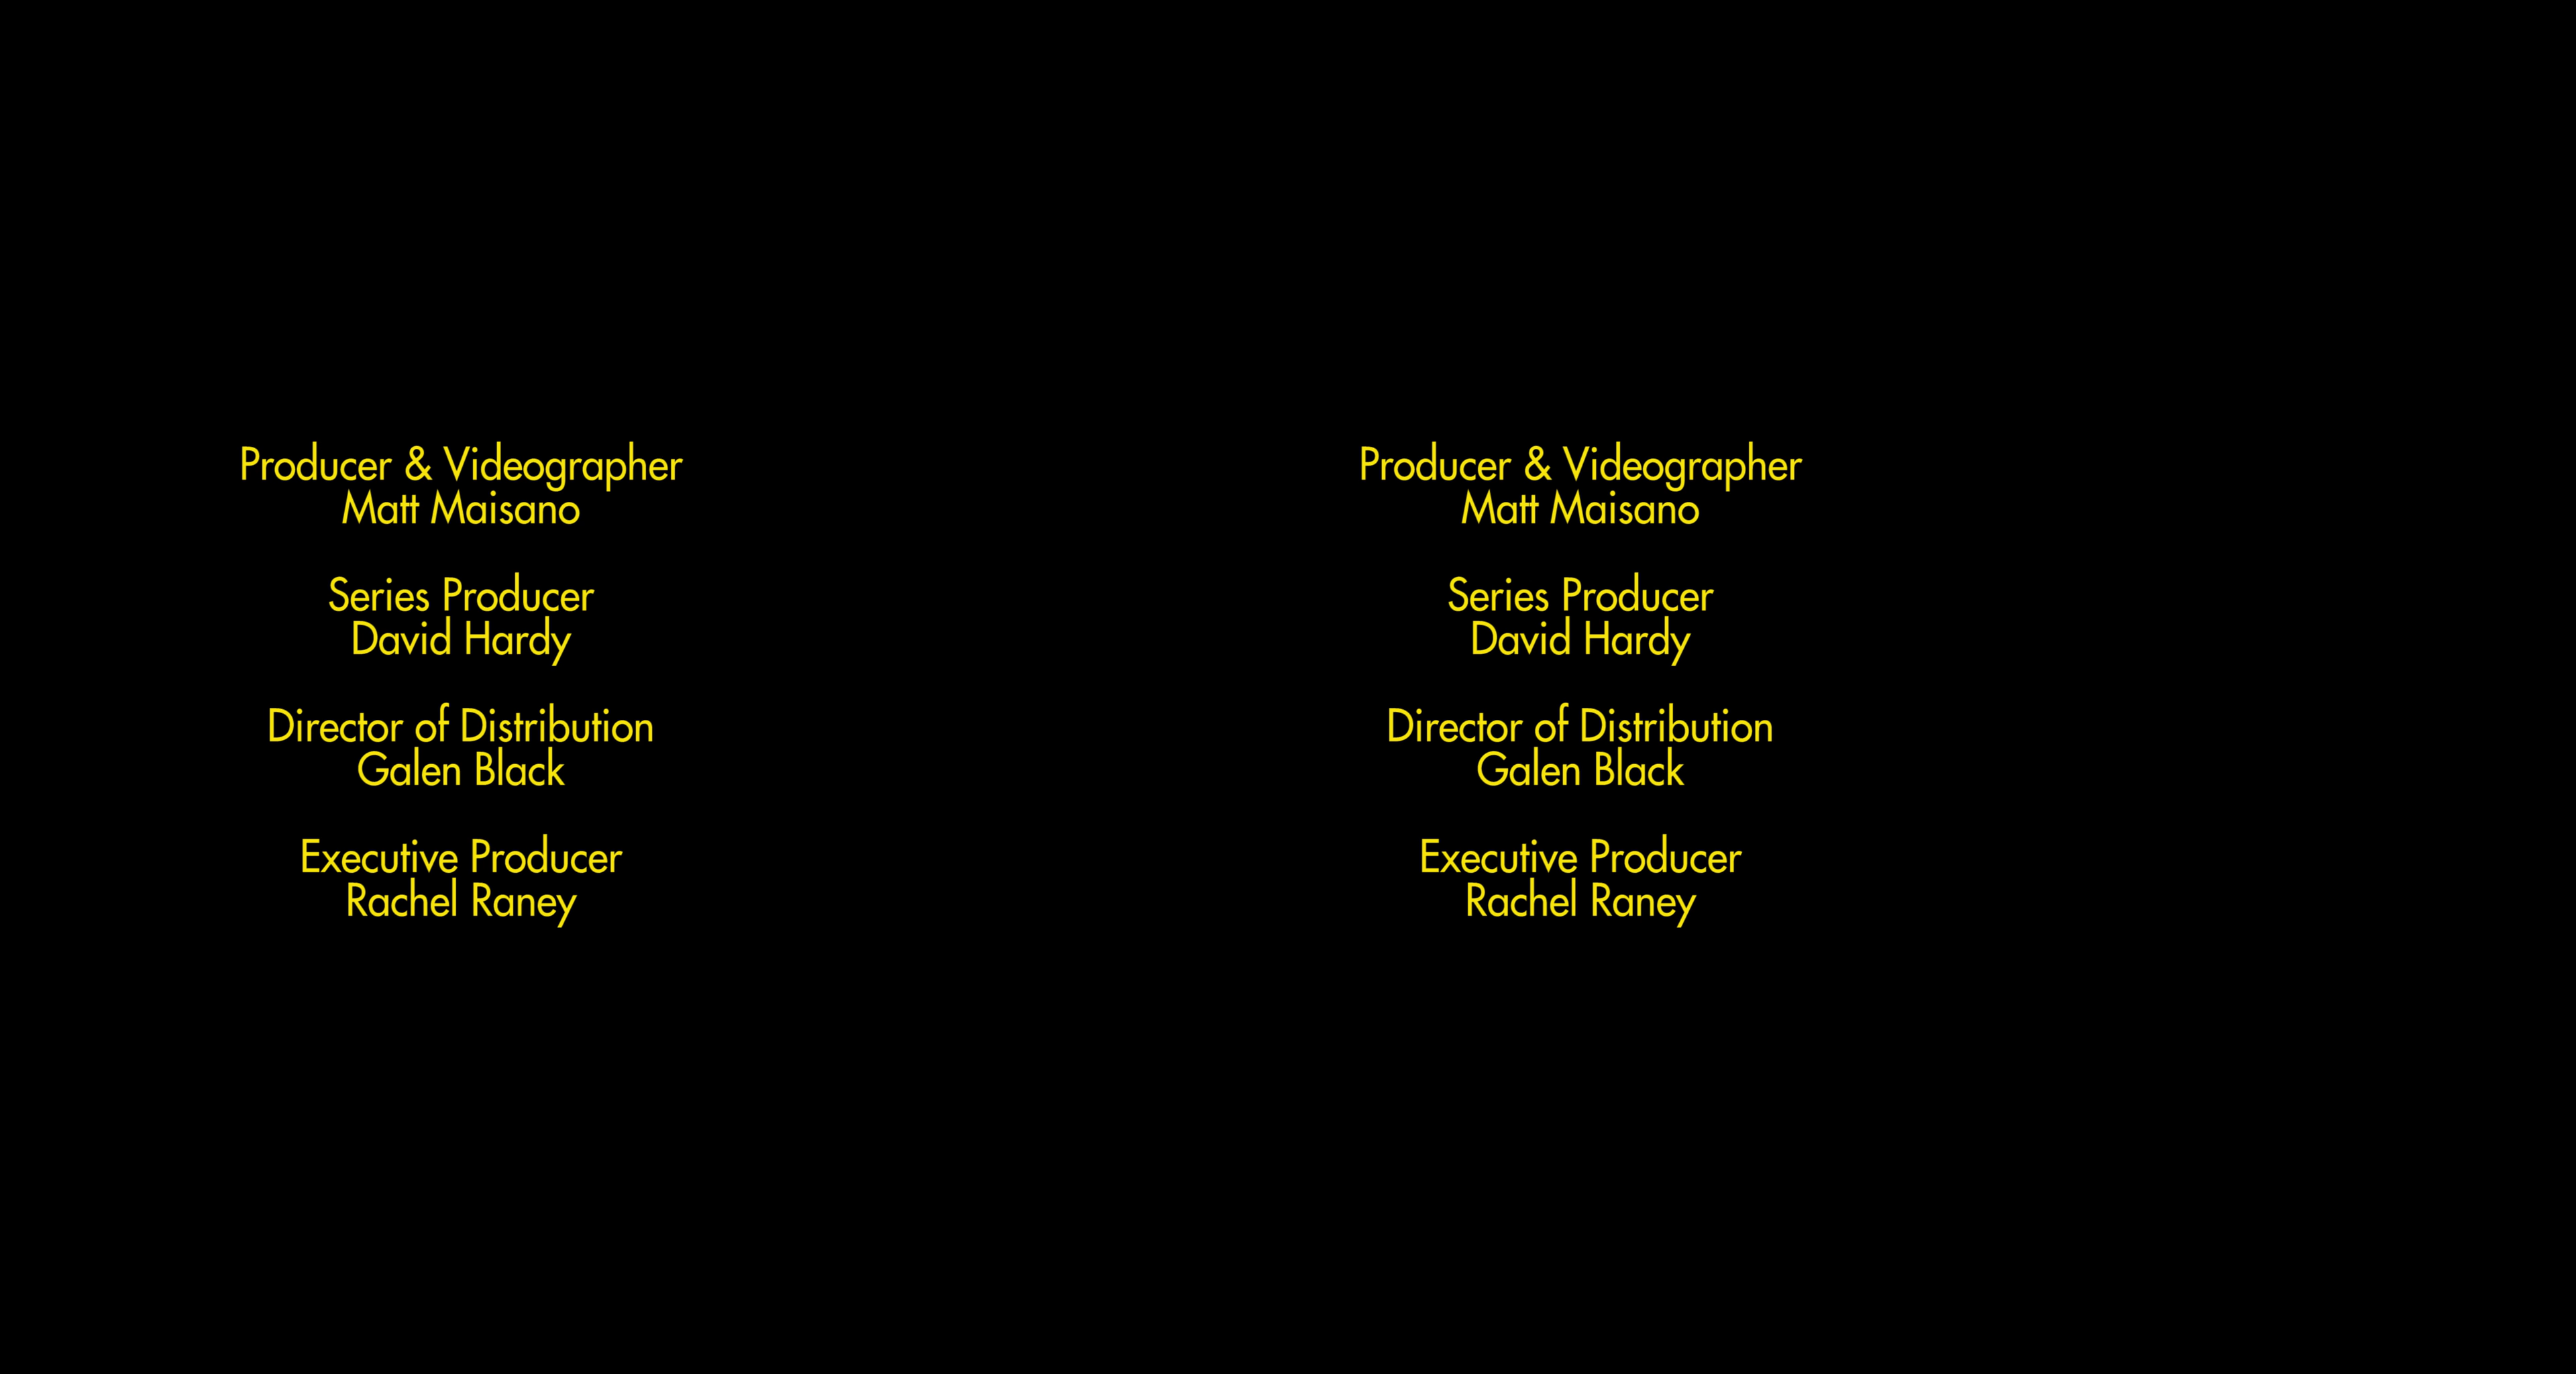 Producer & Videographer
Matt Maisano
Series Producer
David Hardy
Director of Distribution
Galen Black
Executive Producer
Rachel Raney
Producer & Videographer
Matt Maisano
Series Producer
David Hardy
Director of Distribution
Galen Black
Executive Producer
Rachel Raney